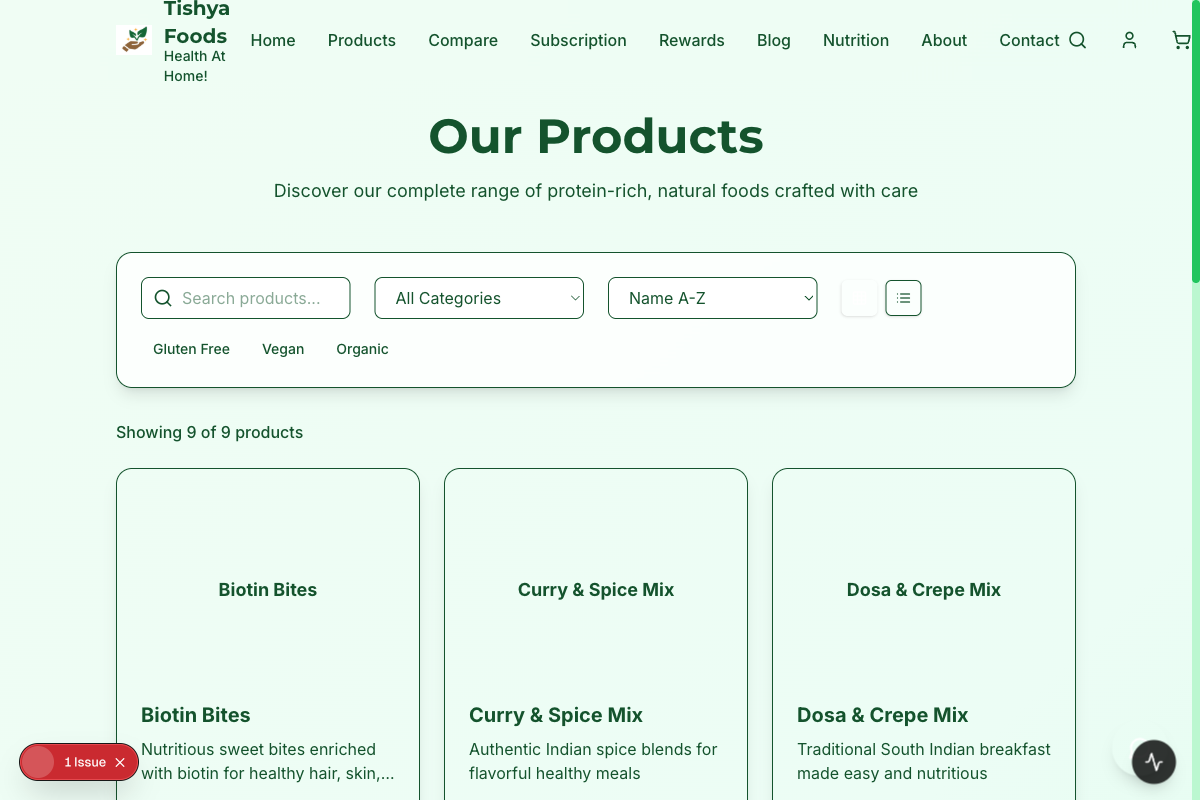 Tishya
Foods
Health At
Home!
Home Products Compare Subscription Rewards Blog Nutrition About Contact
Our Products
Discover our complete range of protein-rich, natural foods crafted with care
Search products... All Categories Name A-Z
Gluten Free Vegan Organic
Showing 9 of 9 products
Biotin Bites Curry & Spice Mix Dosa & Crepe Mix
Biotin Bites Curry & Spice Mix Dosa & Crepe Mix
Nutritious sweet bites enriched Authentic Indian spice blends for Traditional South Indian breakfast
with biotin for healthy hair, skin,... flavorful healthy meals made easy and nutritious
1 Issue